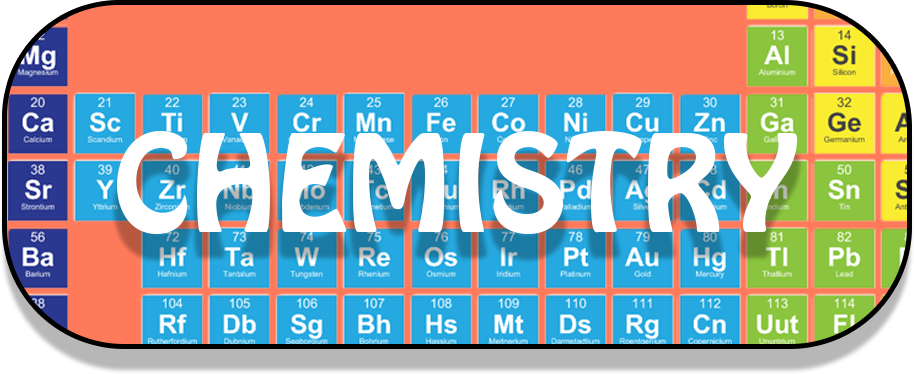 13 14
Mg Al Si
Magnesium Aluminium Silicon
20 21 22 23 24 25 26 27 28 29 30 31 32
Ca Sc Ti V Cr Mn Fe Co Ni Cu Zn Ga Ge
Calcium Scandium Germanium
CHEMISTRY
38 39 40 50
Sr Y Zr Nb Rh Pd Sn
Strontium Yttrium Tin
56 72 73 74 75 76 77 78 79 80 81 82
Ba Hf Ta W Re Os Ir Pt Au Hg Tl Pb
Barium Hafnium Tantalum Tungsten Rhenium Osmium Iridium Platinum Gold Mercury Thallium Lead
104 105 106 107 108 109 110 111 112 113 114
Rf Db Sg Bh Hs Mt Ds Rg Cn Uut Fl
Rutherfordium Dubnium Seaborgium Bohrium Hassium Meitnerium Darmstadtium Roentgenium Copernicium Ununtrium